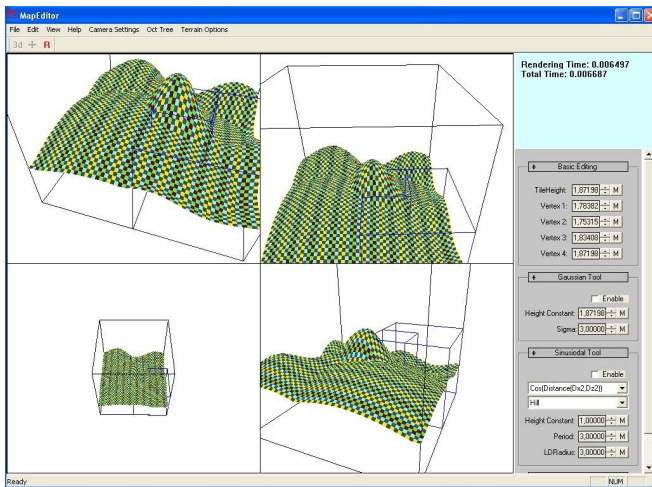 MapEditor
File Edit View Help Camera Settings Oct Tree Terrain Options
3d R
Rendering Time: 0.006497
Total Time: 0.006687
Basic Editing
TileHeight: 1,87198 M
Vertex 1: 1,78382 M
Vertex 2: 1,75315 M
Vertex 3: 1,83408 M
Vertex 4: 1,87198 M
Gaussian Tool
Enable
Height Constant: 1,87198 M
Sigma: 3,00000 M
Sinusiodal Tool
Enable
Cos(Distance(Dx2,Dz2))
Hill
Height Constant: 1,00000 M
Period: 3,00000 M
LDRadius: 3,00000 M
Ready
NUM